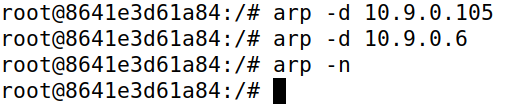 root@8641e3d61a84:/# arp -d 10.9.0.105
root@8641e3d61a84:/# arp -d 10.9.0.6
root@8641e3d61a84:/# arp -n
root@8641e3d61a84:/#